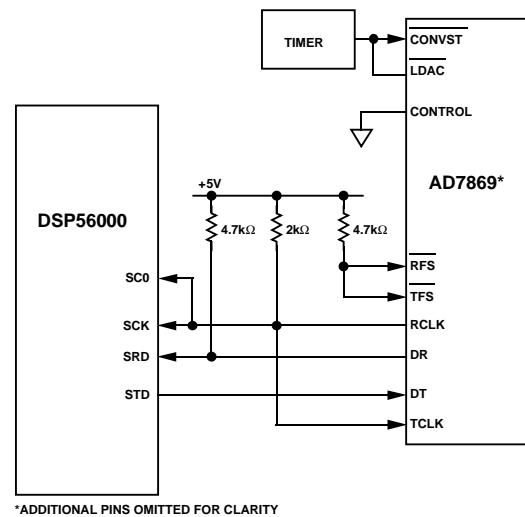 TIMER
CONVST
LDAC
CONTROL
AD7869*
DSP56000
+5V
4.7kΩ
2kΩ
4.7kΩ
RFS
TFS
SC0
SCK
RCLK
SRD
DR
STD
DT
TCLK
*ADDITIONAL PINS OMITTED FOR CLARITY